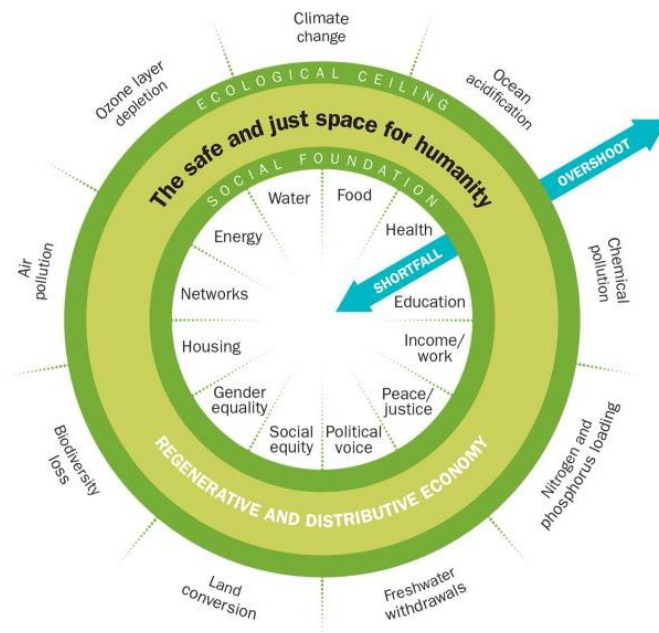 Climate
change
Ocean
acidification
Chemical
pollution
Nitrogen and
phosphorus loading
Freshwater
withdrawals
Land
conversion
Biodiversity
loss
Air
pollution
Ozone layer
depletion
ECOLOGICAL CEILING
OVERSHOOT
The safe and just space for humanity
SOCIAL FOUNDATION
Water
Food
Health
SHORTFALL
Education
Income/
work
Peace/
justice
Political
voice
Social
equity
Gender
equality
Housing
Networks
Energy
REGENERATIVE AND DISTRIBUTIVE ECONOMY